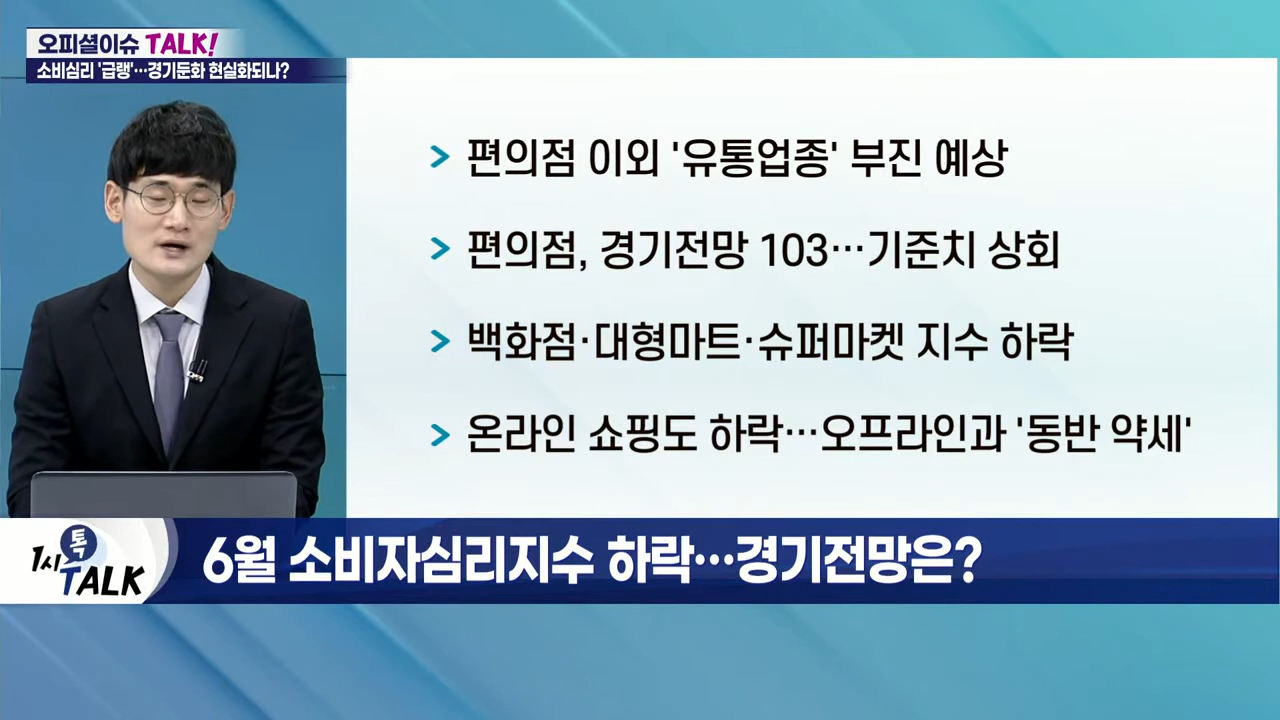 오피셜이슈 TALK!
소비심리 '급랭'…경기둔화 현실화되나?
> 편의점 이외 '유통업종' 부진 예상
> 편의점, 경기전망 103…기준치 상회
> 백화점·대형마트·슈퍼마켓 지수 하락
> 온라인 쇼핑도 하락…오프라인과 '동반 약세'
1시 톡 TALK
6월 소비자심리지수 하락…경기전망은?